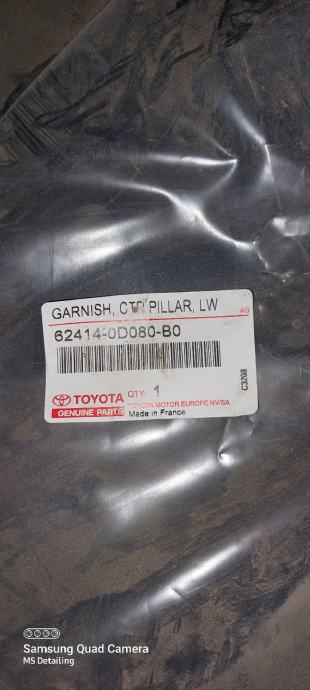 GARNISH, CTR PILLAR, LW
AG
62414-0D080-B0
C3Z08
TOYOTA
QTY: 1
GENUINE PARTS
TOYOTA MOTOR EUROPE NV/SA
Made in France
Samsung Quad Camera
MS Detailing